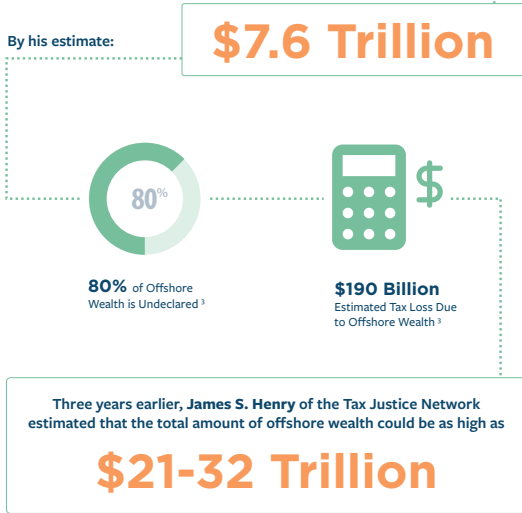 $7.6 Trillion
By his estimate:
80%
80% of Offshore
Wealth is Undeclared ³
$
$190 Billion
Estimated Tax Loss Due
to Offshore Wealth ³
Three years earlier, James S. Henry of the Tax Justice Network
estimated that the total amount of offshore wealth could be as high as
$21-32 Trillion